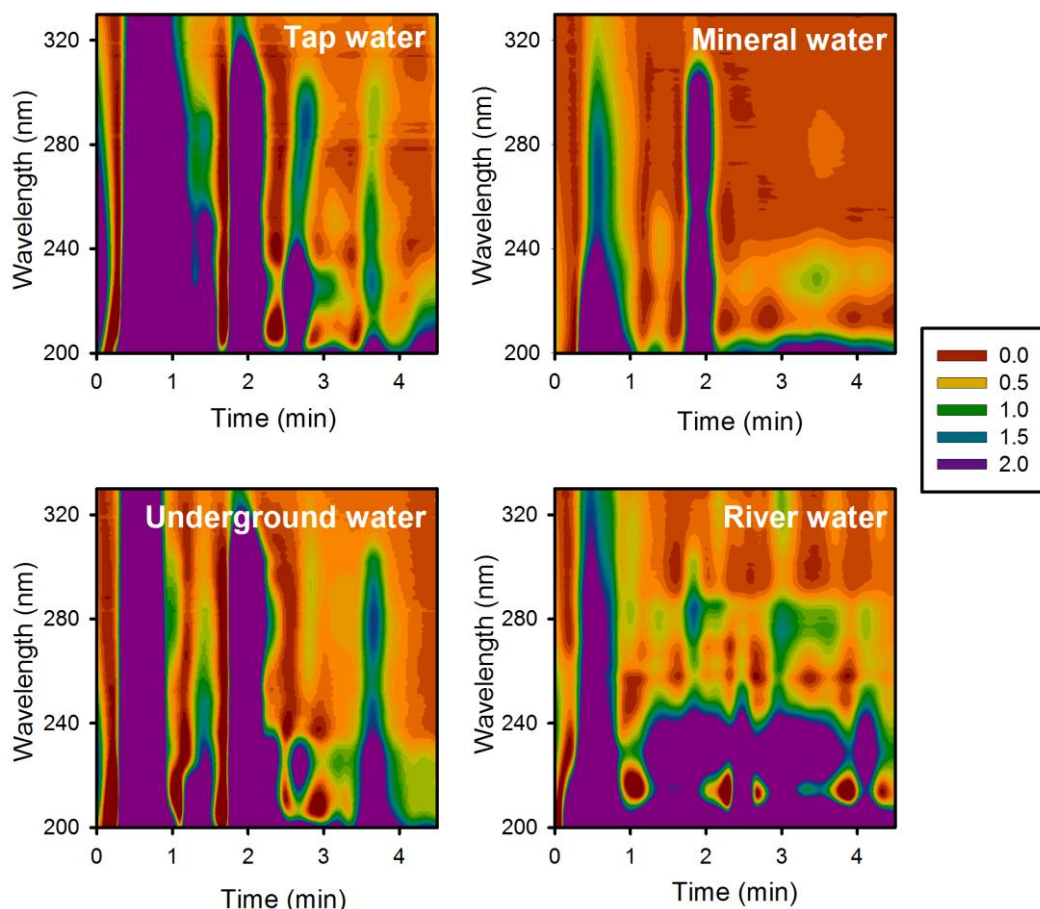 Tap water
Wavelength (nm)
320
280
240
200
0 1 2 3 4
Time (min)
Mineral water
Wavelength (nm)
320
280
240
200
0 1 2 3 4
Time (min)
0.0
0.5
1.0
1.5
2.0
Underground water
Wavelength (nm)
320
280
240
200
0 1 2 3 4
Time (min)
River water
Wavelength (nm)
320
280
240
200
0 1 2 3 4
Time (min)